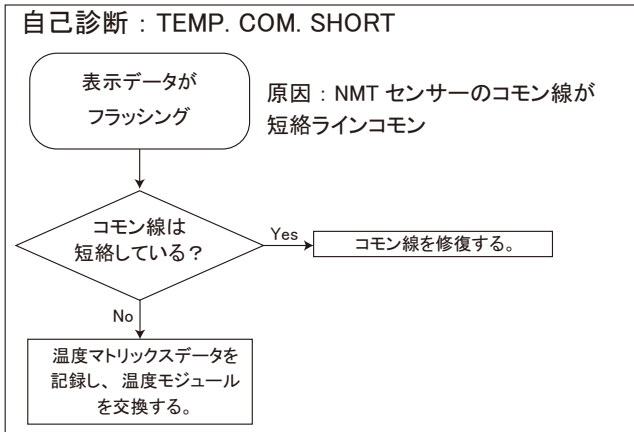 自己診断 : TEMP. COM. SHORT
表示データが
フラッシング
原因 : NMT センサーのコモン線が
短絡ラインコモン
コモン線は
短絡している?
Yes
コモン線を修復する。
No
温度マトリックスデータを
記録し、温度モジュール
を交換する。